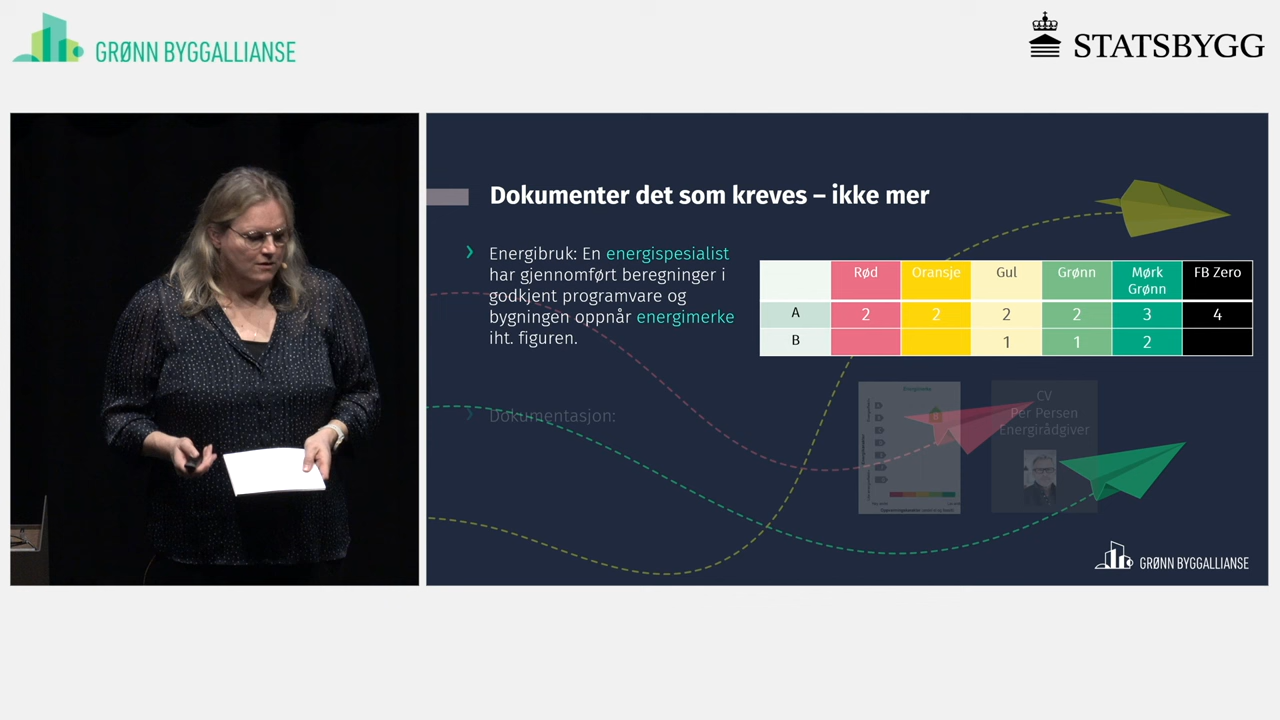 GRØNN BYGGALLIANSE
STATSBYGG
Dokumenter det som kreves – ikke mer
› Energibruk: En energispesialist
har gjennomført beregninger i
godkjent programvare og
bygningen oppnår energimerke
iht. figuren.
Rød Oransje Gul Grønn Mørk Grønn FB Zero
A 2 2 2 2 3 4
B 1 1 2
› Dokumentasjon:
Energimerke
CV
Per Persen
Energirådgiver
GRØNN BYGGALLIANSE